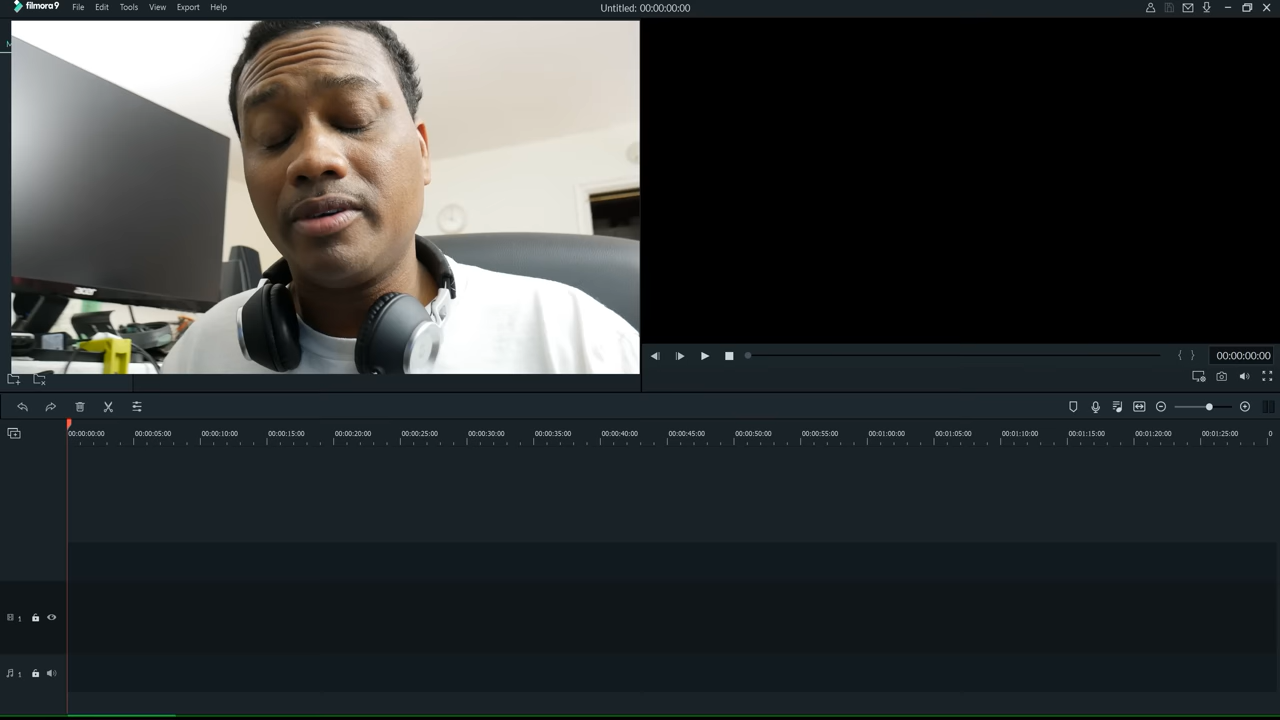 filmora9 File Edit Tools View Export Help Untitled: 00:00:00:00
M
acer
00:00:00:00
00:00:00:00 00:00:05:00 00:00:10:00 00:00:15:00 00:00:20:00 00:00:25:00 00:00:30:00 00:00:35:00 00:00:40:00 00:00:45:00 00:00:50:00 00:00:55:00 00:01:00:00 00:01:05:00 00:01:10:00 00:01:15:00 00:01:20:00 00:01:25:00 0
1
1